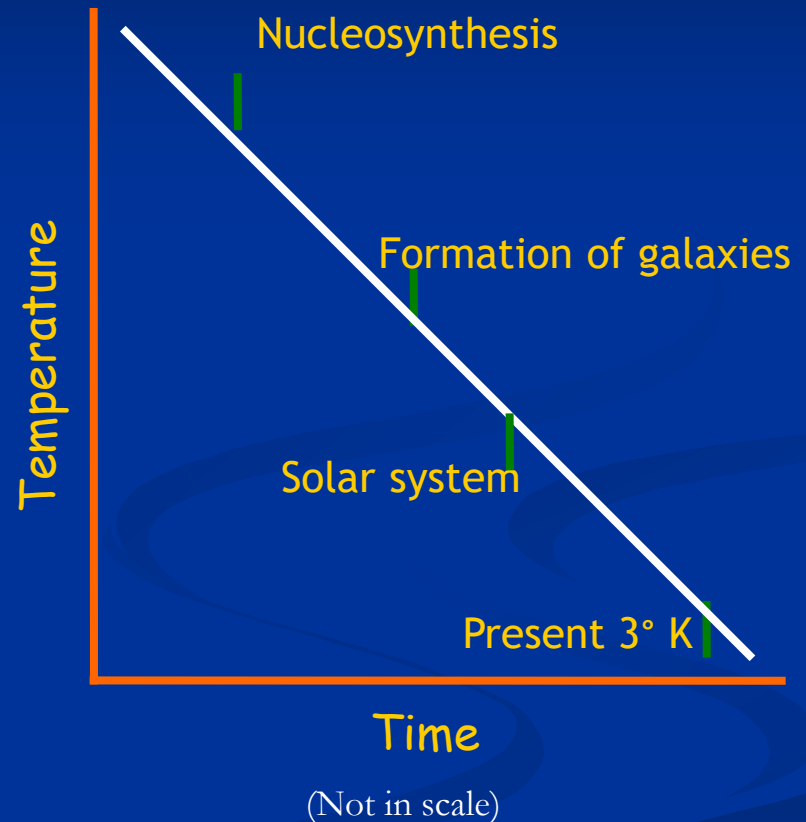 Nucleosynthesis
Formation of galaxies
Temperature
Solar system
Present 3° K
Time
(Not in scale)